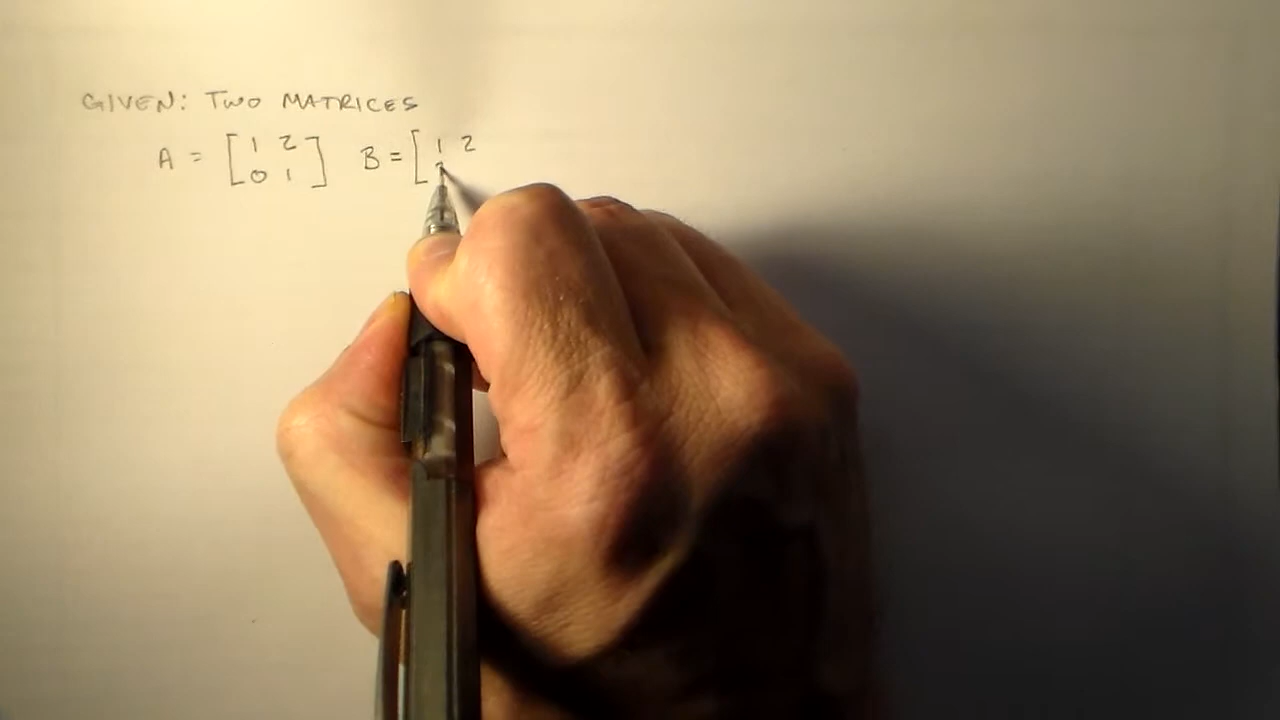 GIVEN: TWO MATRICES
A = [ 1 2 ] B = [ 1 2
0 1